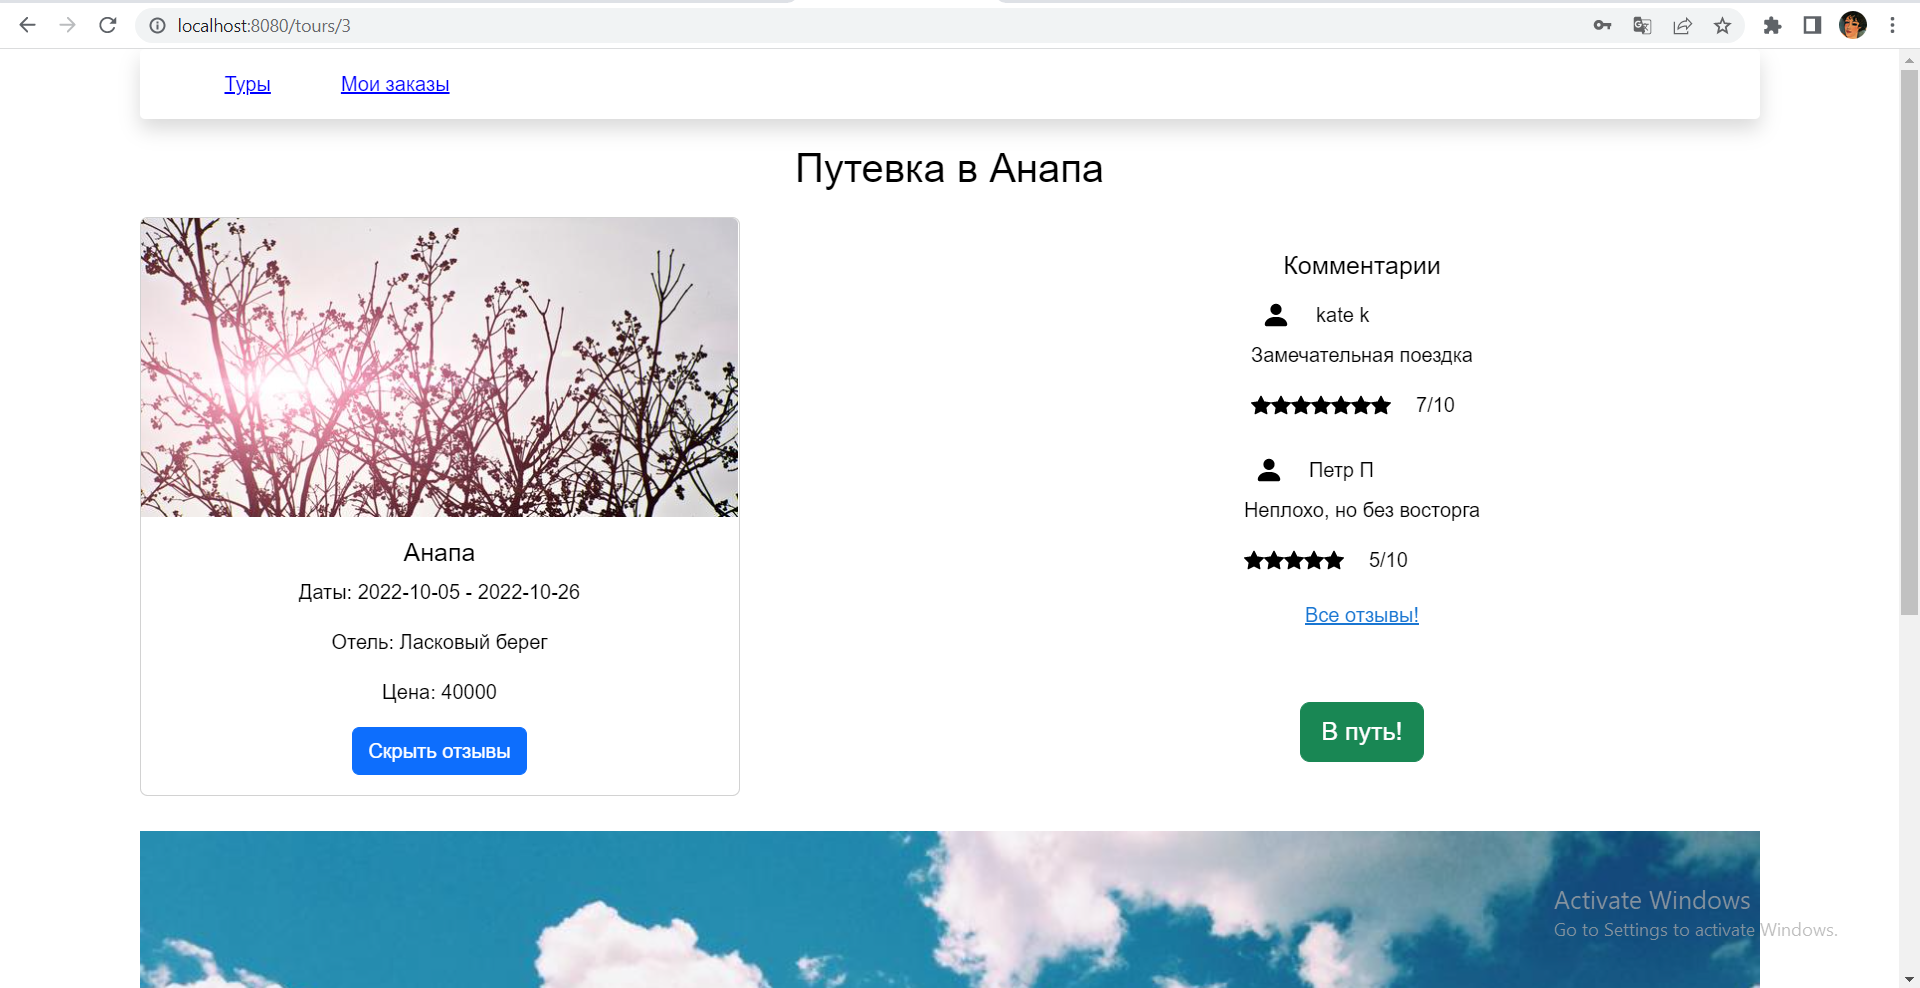 localhost:8080/tours/3
Туры Мои заказы
Путевка в Анапа
Анапа
Даты: 2022-10-05 - 2022-10-26
Отель: Ласковый берег
Цена: 40000
Скрыть отзывы
Комментарии
kate k
Замечательная поездка
7/10
Петр П
Неплохо, но без восторга
5/10
Все отзывы!
В путь!
Activate Windows
Go to Settings to activate Windows.